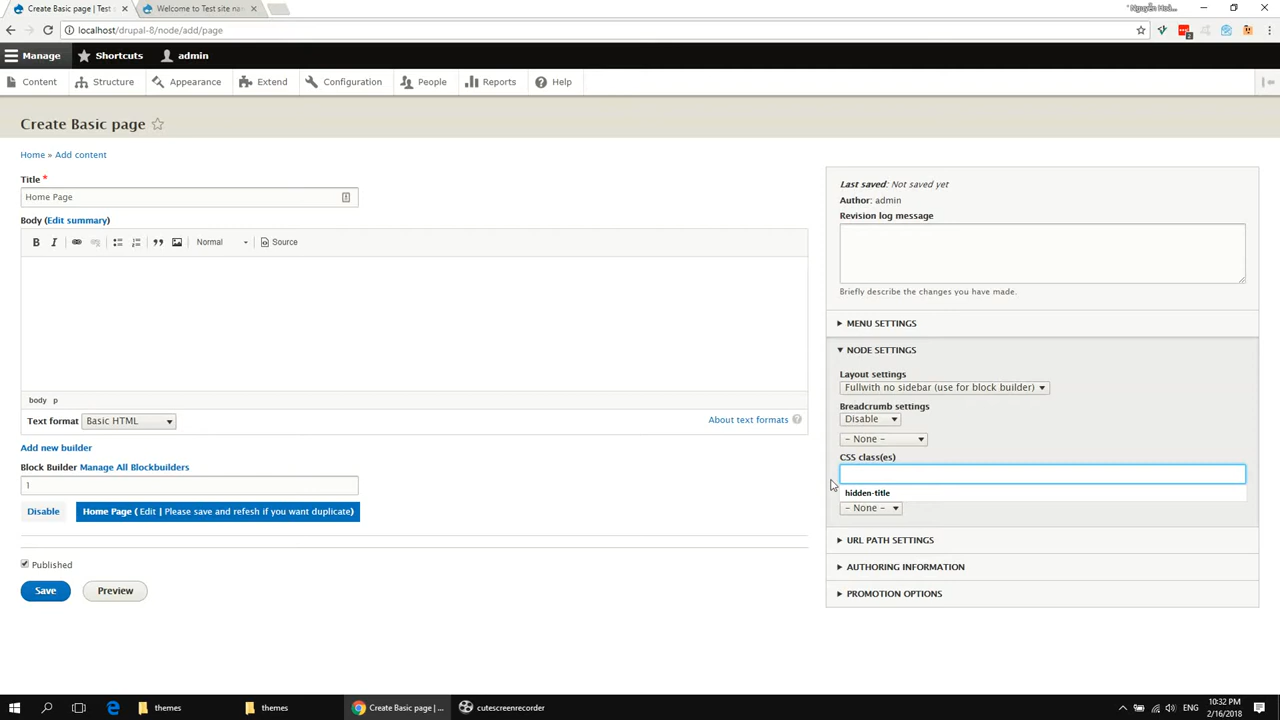 Create Basic page | Test s
Welcome to Test site na
localhost/drupal-8/node/add/page
Manage
Shortcuts
admin
Content
Structure
Appearance
Extend
Configuration
People
Reports
Help
Create Basic page
Home » Add content
Title *
Home Page
Body (Edit summary)
B I Normal Source
body p
Text format Basic HTML
About text formats ?
Add new builder
Block Builder Manage All Blockbuilders
1
Disable
Home Page ( Edit | Please save and refesh if you want duplicate)
Published
Save
Preview
Last saved: Not saved yet
Author: admin
Revision log message
Briefly describe the changes you have made.
MENU SETTINGS
NODE SETTINGS
Layout settings
Fullwith no sidebar (use for block builder)
Breadcrumb settings
Disable
- None -
CSS class(es)
hidden-title
- None -
URL PATH SETTINGS
AUTHORING INFORMATION
PROMOTION OPTIONS
themes
themes
Create Basic page | ...
cutescreenrecorder
ENG
10:32 PM
2/16/2018